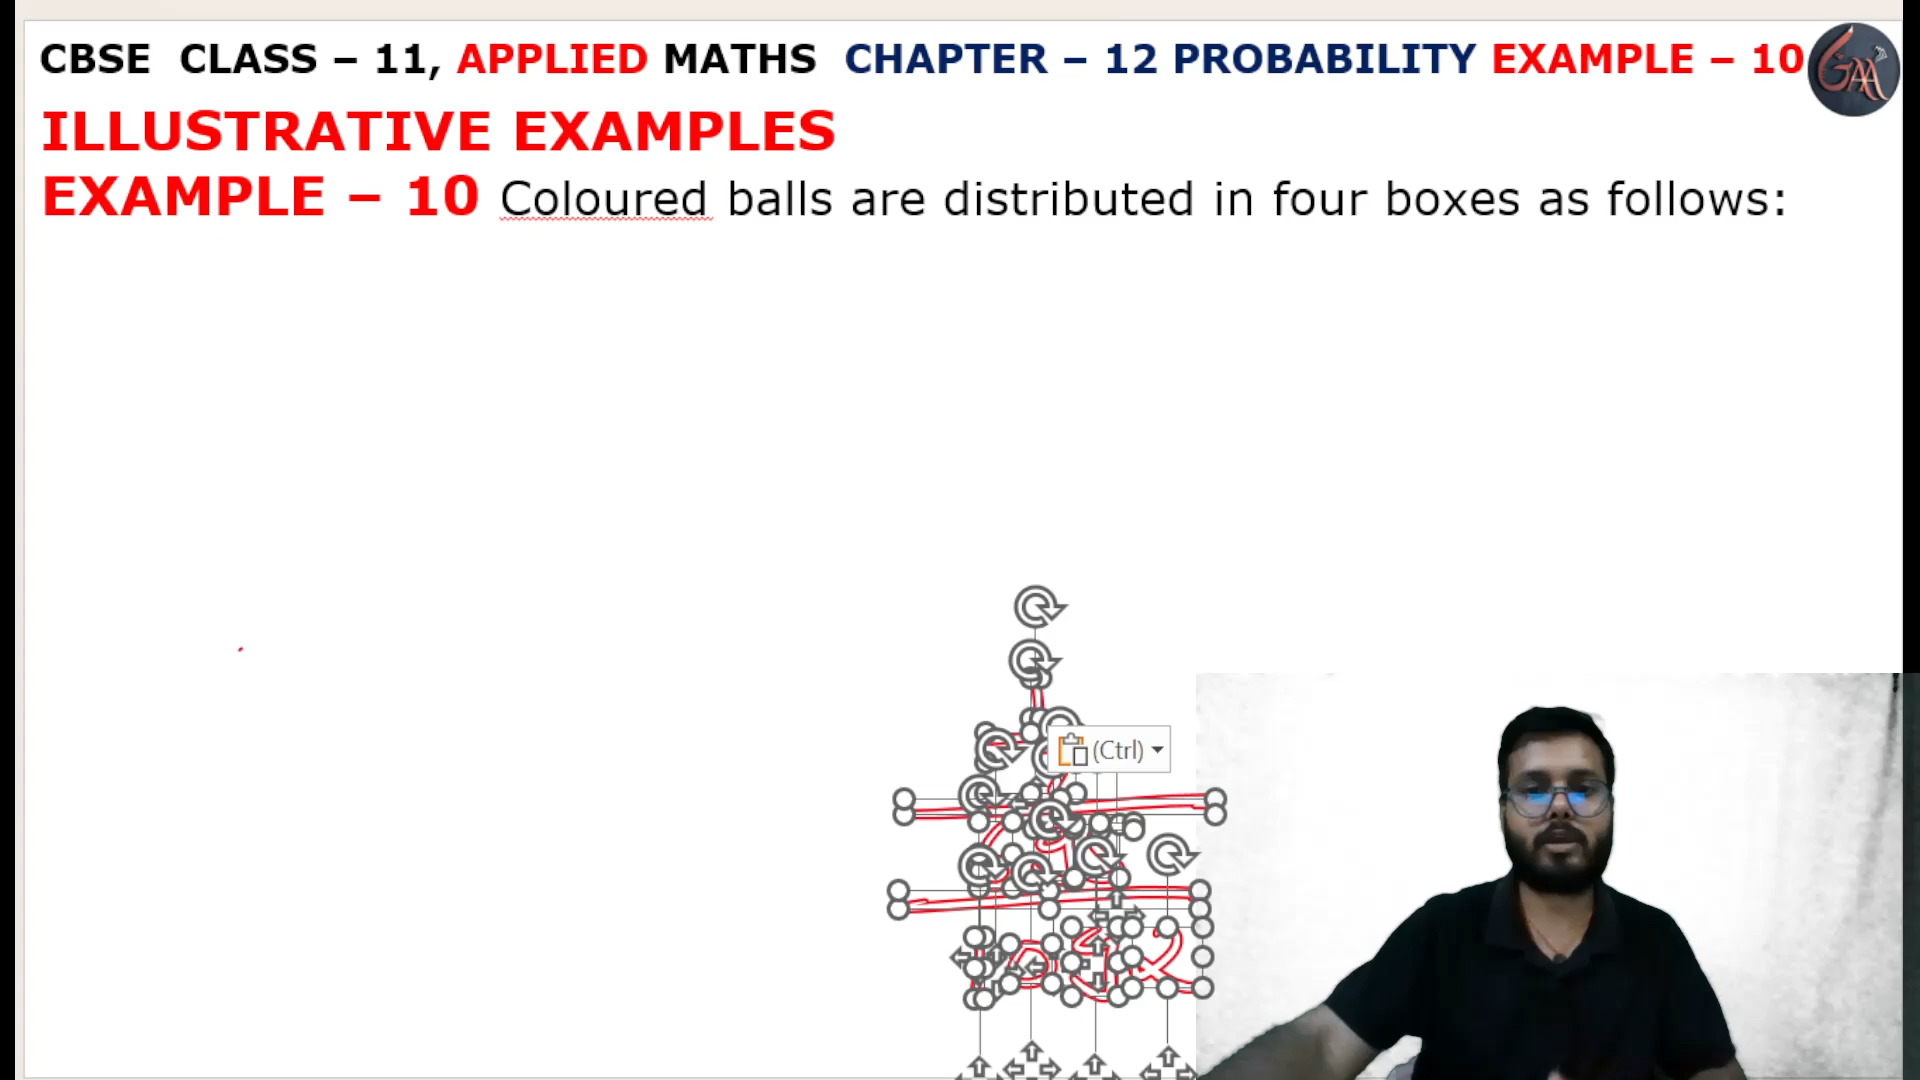 CBSE CLASS – 11, APPLIED MATHS CHAPTER – 12 PROBABILITY EXAMPLE – 10
ILLUSTRATIVE EXAMPLES
EXAMPLE – 10 Coloured balls are distributed in four boxes as follows:
(Ctrl)